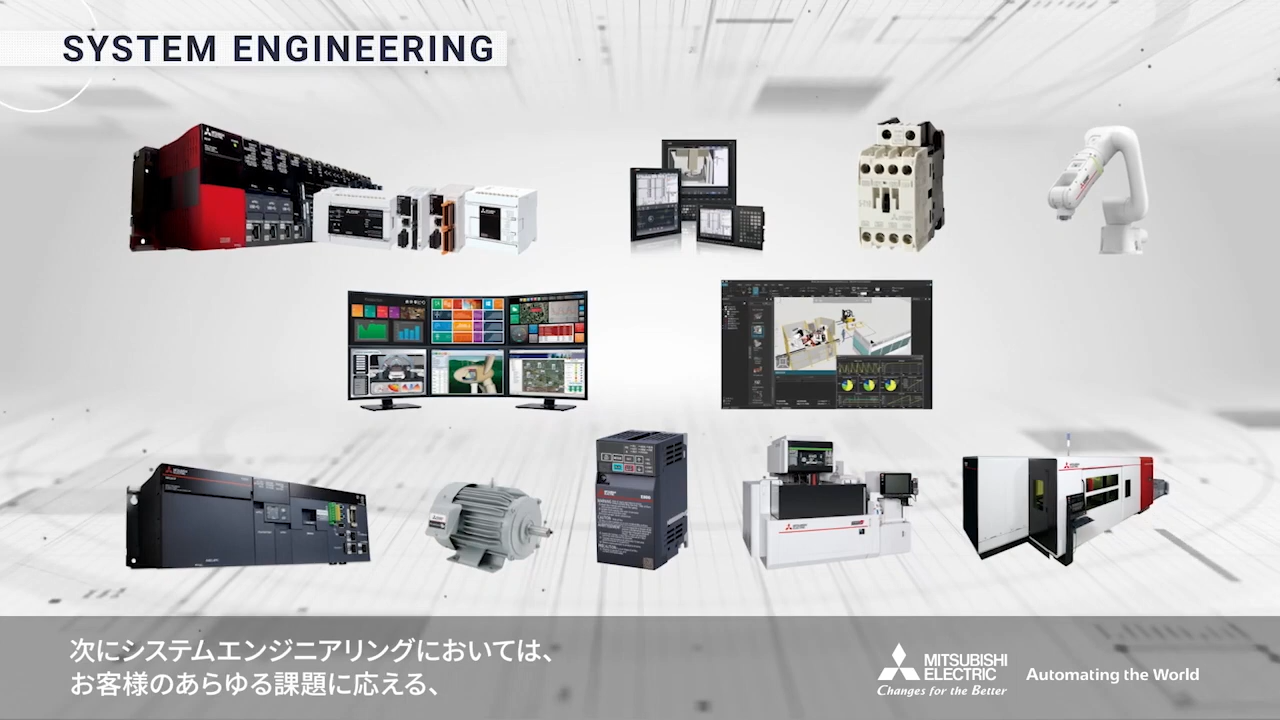 SYSTEM ENGINEERING
次にシステムエンジニアリングにおいては、
お客様のあらゆる課題に応える、
MITSUBISHI
ELECTRIC
Changes for the Better
Automating the World